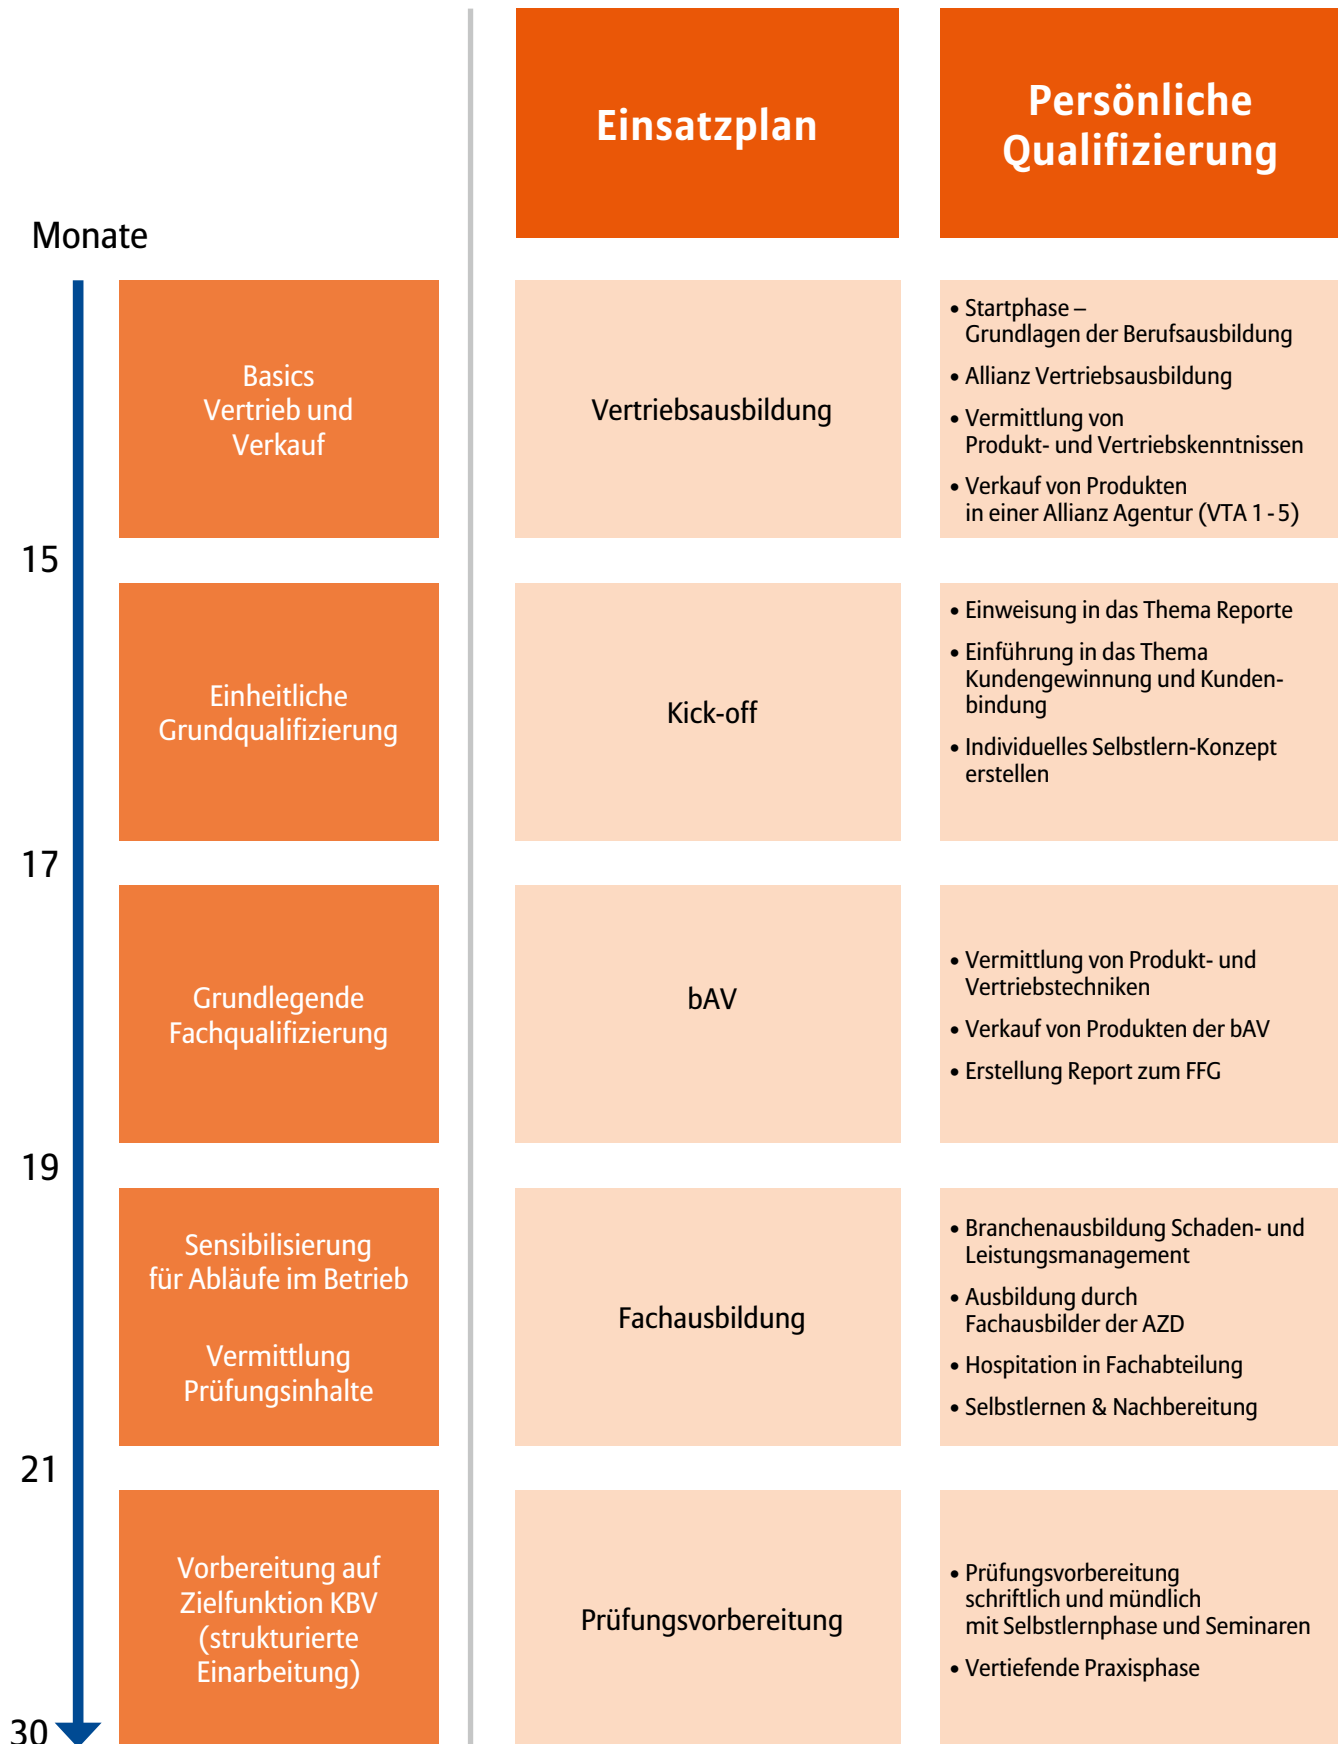 Einsatzplan
Persönliche
Qualifizierung
Monate
Basics
Vertrieb und
Verkauf
Vertriebsausbildung
• Startphase –
Grundlagen der Berufsausbildung
• Allianz Vertriebsausbildung
• Vermittlung von
Produkt- und Vertriebskenntnissen
• Verkauf von Produkten
in einer Allianz Agentur (VTA 1 - 5)
15
Einheitliche
Grundqualifizierung
Kick-off
• Einweisung in das Thema Reporte
• Einführung in das Thema
Kundengewinnung und Kunden-
bindung
• Individuelles Selbstlern-Konzept
erstellen
17
Grundlegende
Fachqualifizierung
bAV
• Vermittlung von Produkt- und
Vertriebstechniken
• Verkauf von Produkten der bAV
• Erstellung Report zum FFG
19
Sensibilisierung
für Abläufe im Betrieb
Vermittlung
Prüfungsinhalte
Fachausbildung
• Branchenausbildung Schaden- und
Leistungsmanagement
• Ausbildung durch
Fachausbilder der AZD
• Hospitation in Fachabteilung
• Selbstlernen & Nachbereitung
21
Vorbereitung auf
Zielfunktion KBV
(strukturierte
Einarbeitung)
Prüfungsvorbereitung
• Prüfungsvorbereitung
schriftlich und mündlich
mit Selbstlernphase und Seminaren
• Vertiefende Praxisphase
30